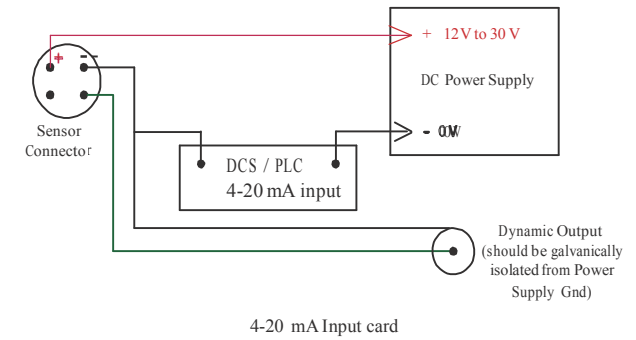 + 12V to 30 V
+ -
DC Power Supply
Sensor
Connector
DCS / PLC
4-20 mA input
- 0V
Dynamic Output
(should be galvanically
isolated from Power
Supply Gnd)
4-20 mA Input card